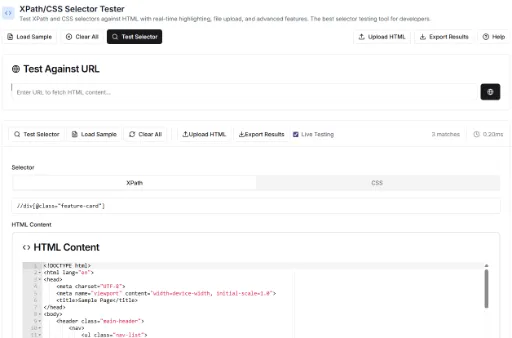 XPath/CSS Selector Tester
Test XPath and CSS selectors against HTML with real-time highlighting, file upload, and advanced features. The best selector testing tool for developers.
Load Sample Clear All Test Selector Upload HTML Export Results Help
Test Against URL
Enter URL to fetch HTML content...
Test Selector Load Sample Clear All Upload HTML Export Results Live Testing 3 matches 0.20ms
Selector
XPath CSS
//div[@class="feature-card"]
HTML Content
HTML Content
1 <!DOCTYPE html>
2 <html lang="en">
3 <head>
4 <meta charset="UTF-8">
5 <meta name="viewport" content="width=device-width, initial-scale=1.0">
6 <title>Sample Page</title>
7 </head>
8 <body>
9 <header class="main-header">
10 <nav>
11 <ul class="nav-list">